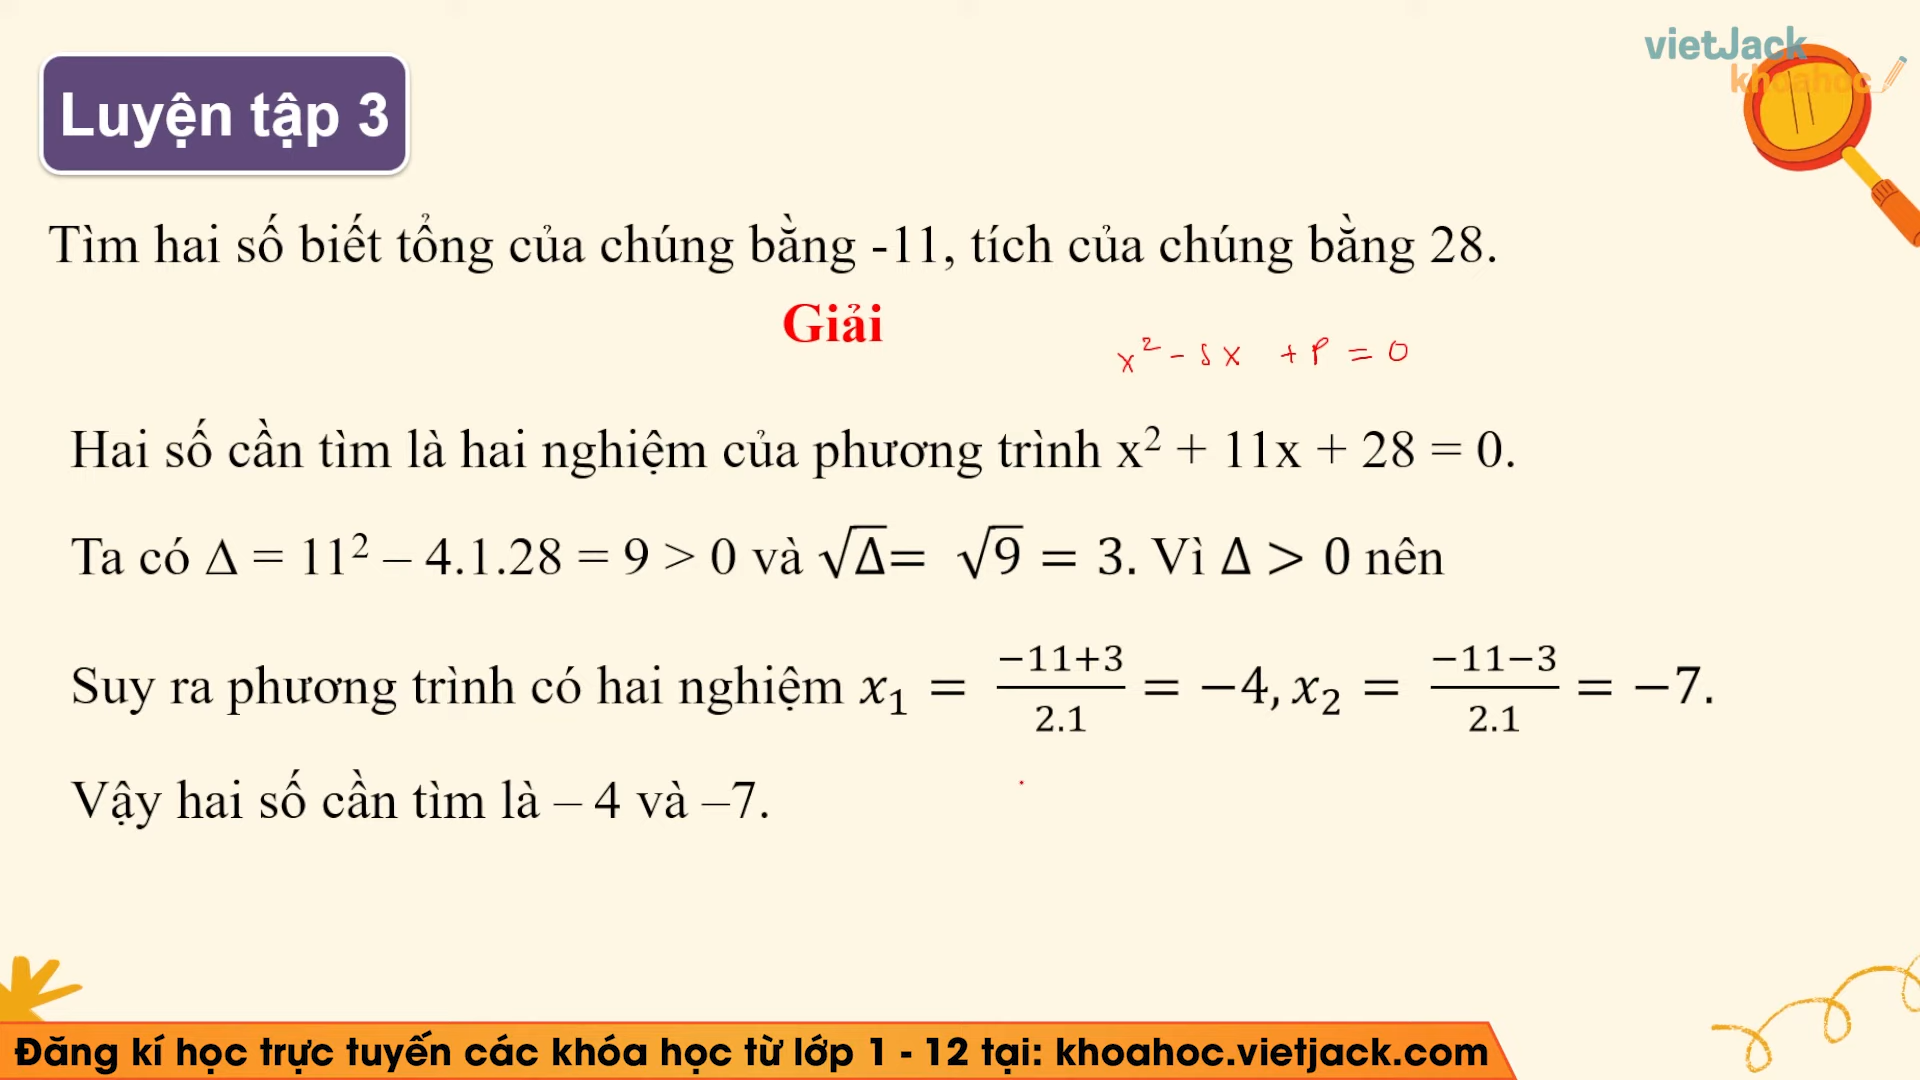 vietJack
khoahoc
Luyện tập 3
Tìm hai số biết tổng của chúng bằng -11, tích của chúng bằng 28.
Giải
x² - Sx + P = 0
Hai số cần tìm là hai nghiệm của phương trình x² + 11x + 28 = 0.
Ta có Δ = 11² – 4.1.28 = 9 > 0 và √Δ = √9 = 3. Vì Δ > 0 nên
Suy ra phương trình có hai nghiệm x₁ = (−11+3)/(2.1) = −4, x₂ = (−11−3)/(2.1) = −7.
Vậy hai số cần tìm là – 4 và –7.
Đăng kí học trực tuyến các khóa học từ lớp 1 - 12 tại: khoahoc.vietjack.com